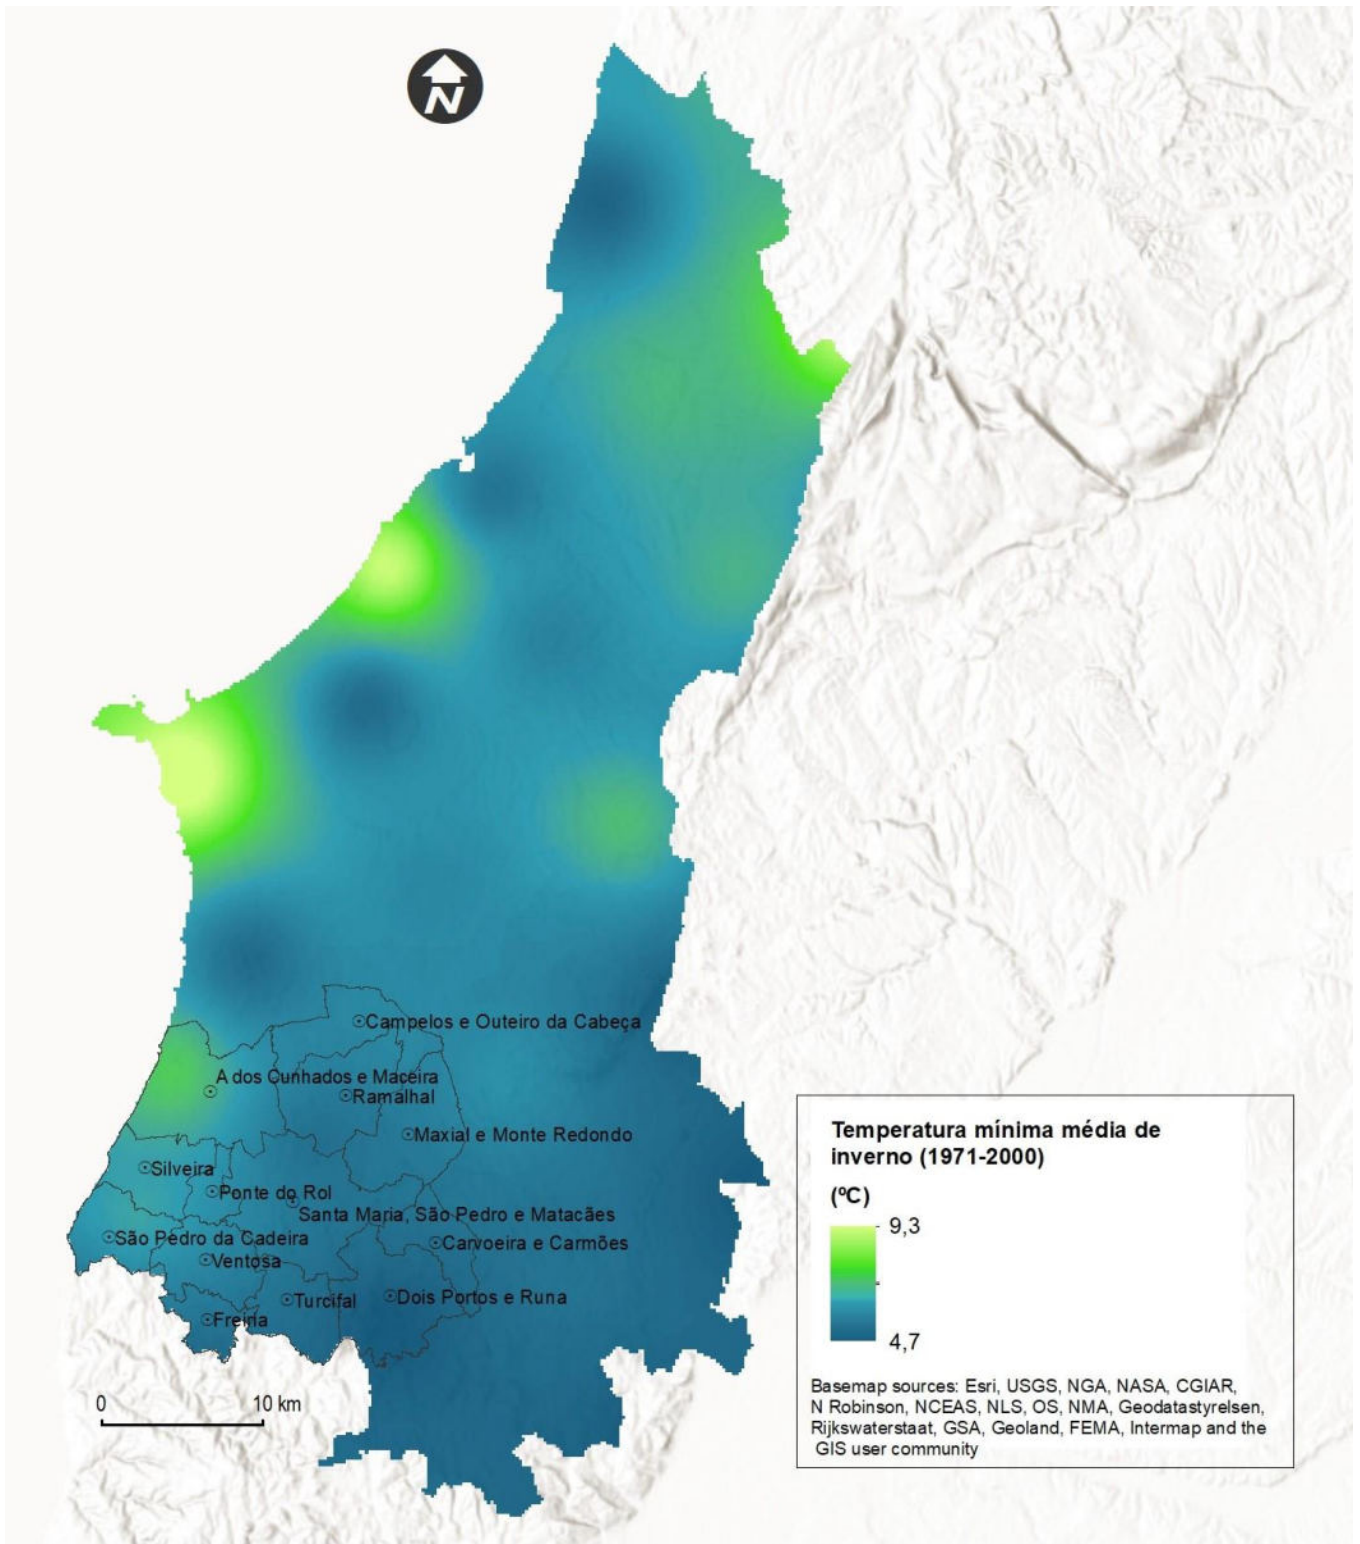 N
Campelos e Outeiro da Cabeça
A dos Cunhados e Maceira
Ramalhal
Maxial e Monte Redondo
Silveira
Ponte do Rol
Santa Maria, São Pedro e Matacães
São Pedro da Cadeira
Carvoeira e Carmões
Ventosa
Turcifal
Dois Portos e Runa
Freiria
0 10 km
Temperatura mínima média de
inverno (1971-2000)
(ºC)
9,3
4,7
Basemap sources: Esri, USGS, NGA, NASA, CGIAR,
N Robinson, NCEAS, NLS, OS, NMA, Geodatastyrelsen,
Rijkswaterstaat, GSA, Geoland, FEMA, Intermap and the
GIS user community